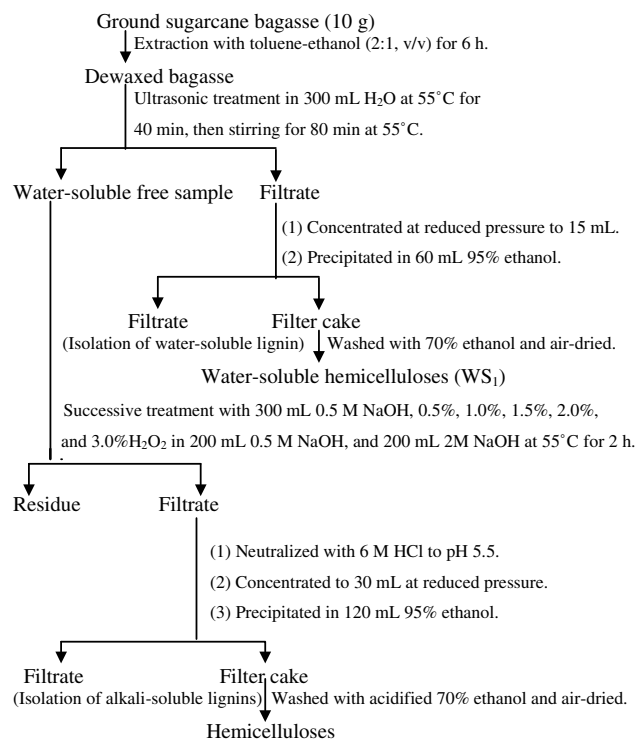 Ground sugarcane bagasse (10 g)
Extraction with toluene-ethanol (2:1, v/v) for 6 h.
Dewaxed bagasse
Ultrasonic treatment in 300 mL H₂O at 55˚C for
40 min, then stirring for 80 min at 55˚C.
Water-soluble free sample
Filtrate
(1) Concentrated at reduced pressure to 15 mL.
(2) Precipitated in 60 mL 95% ethanol.
Filtrate
(Isolation of water-soluble lignin)
Filter cake
Washed with 70% ethanol and air-dried.
Water-soluble hemicelluloses (WS₁)
Successive treatment with 300 mL 0.5 M NaOH, 0.5%, 1.0%, 1.5%, 2.0%,
and 3.0%H₂O₂ in 200 mL 0.5 M NaOH, and 200 mL 2M NaOH at 55˚C for 2 h.
.
Residue
Filtrate
(1) Neutralized with 6 M HCl to pH 5.5.
(2) Concentrated to 30 mL at reduced pressure.
(3) Precipitated in 120 mL 95% ethanol.
Filtrate
(Isolation of alkali-soluble lignins)
Filter cake
Washed with acidified 70% ethanol and air-dried.
Hemicelluloses